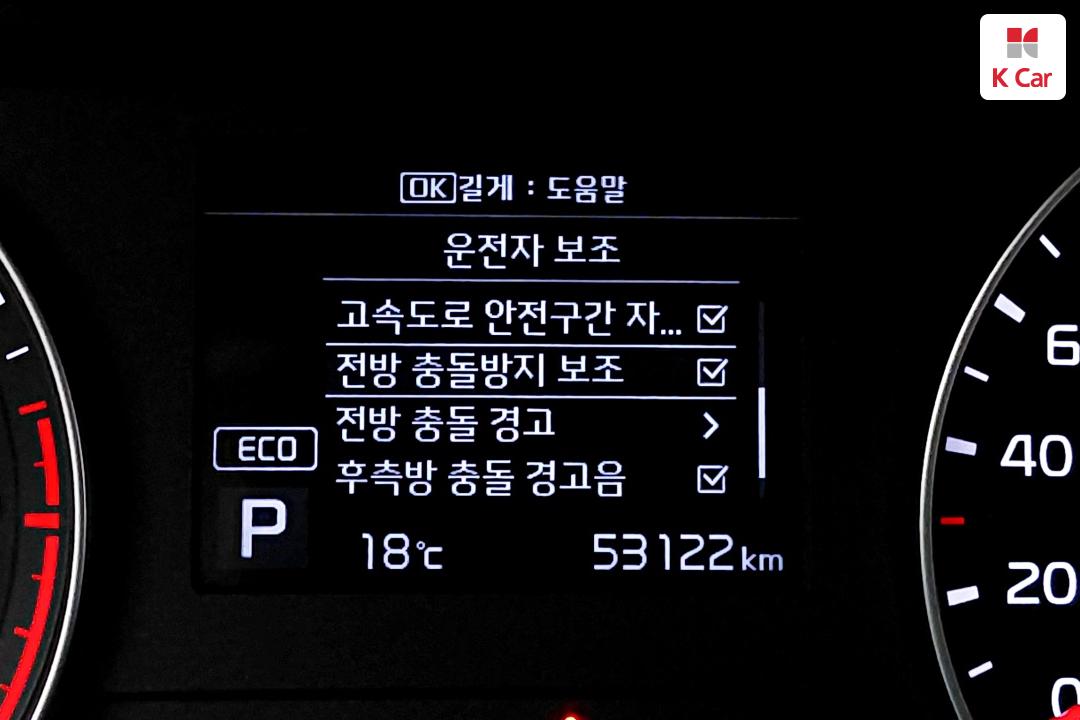 K Car
OK길게 : 도움말
운전자 보조
고속도로 안전구간 자...
전방 충돌방지 보조
전방 충돌 경고
후측방 충돌 경고음
ECO
P
18℃ 53122km
6
40
20
0